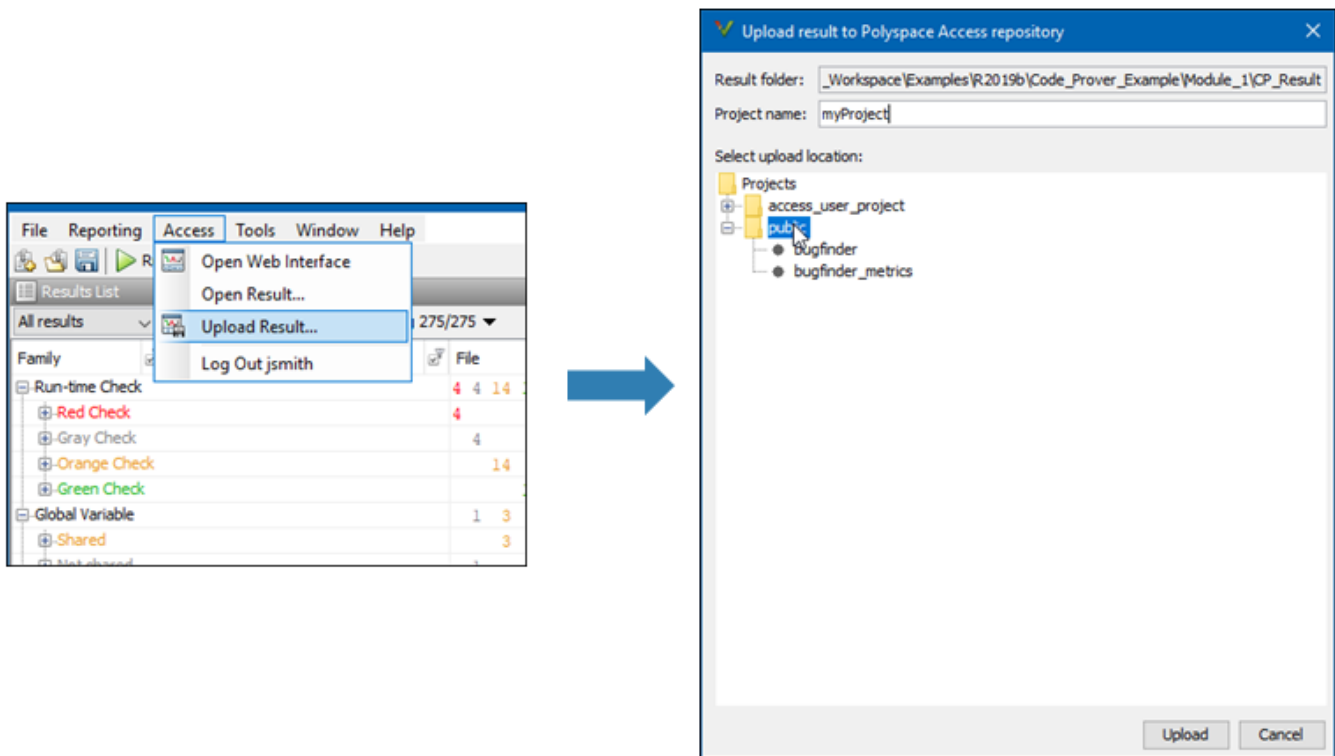 File Reporting Access Tools Window Help
Open Web Interface
Open Result...
Upload Result...
Log Out jsmith
Results List
All results
275/275
Family
File
Run-time Check
4 4 14
Red Check
4
Gray Check
4
Orange Check
14
Green Check
Global Variable
1 3
Shared
3
Not shared
1
Upload result to Polyspace Access repository
Result folder: _Workspace\Examples\R2019b\Code_Prover_Example\Module_1\CP_Result
Project name: myProject
Select upload location:
Projects
access_user_project
public
bugfinder
bugfinder_metrics
Upload Cancel